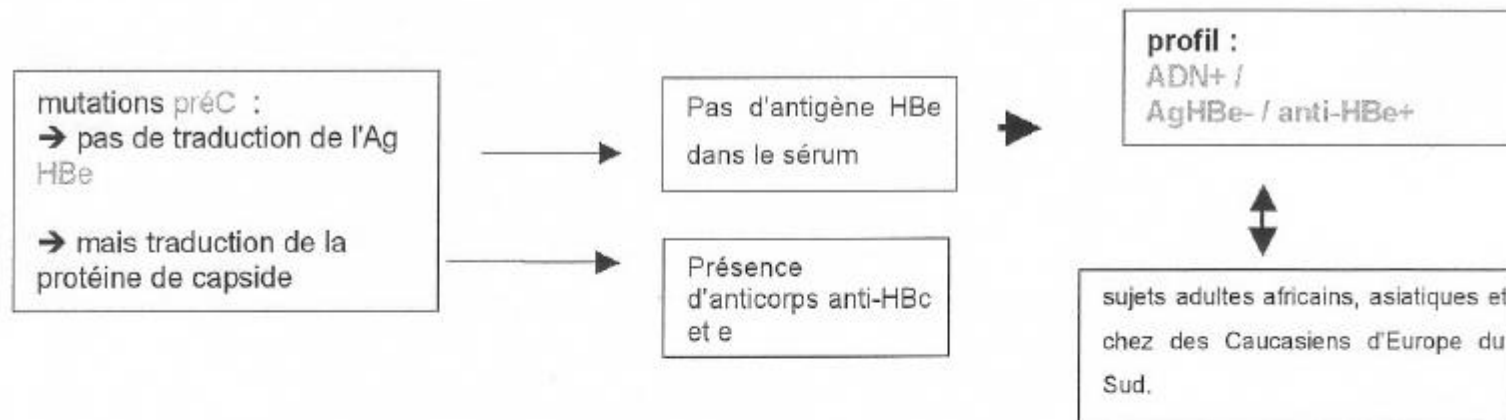 mutations préC :
➔ pas de traduction de l'Ag
HBe
➔ mais traduction de la
protéine de capside
Pas d'antigène HBe
dans le sérum
Présence
d'anticorps anti-HBc
et e
profil :
ADN+ /
AgHBe- / anti-HBe+
sujets adultes africains, asiatiques et
chez des Caucasiens d'Europe du
Sud.